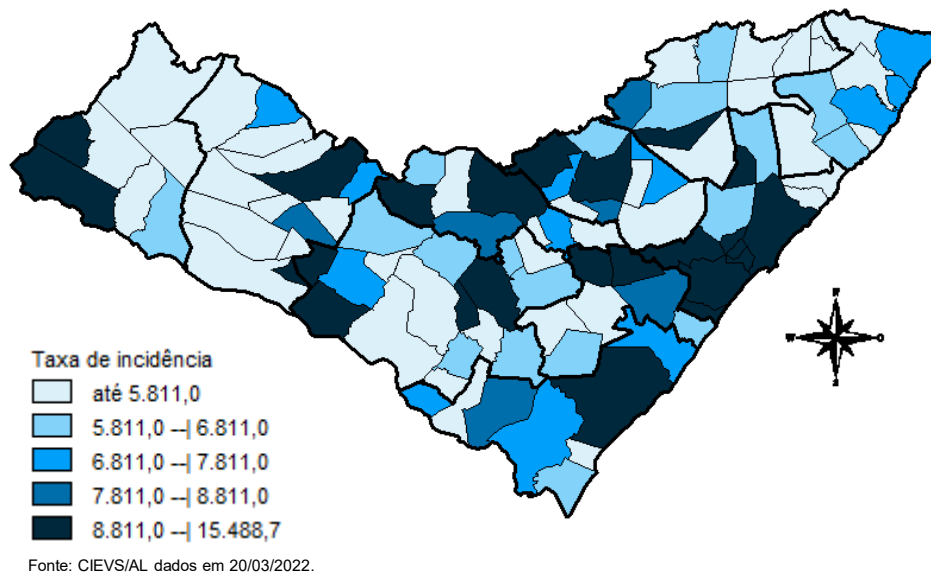 Taxa de incidência
até 5.811,0
5.811,0 --| 6.811,0
6.811,0 --| 7.811,0
7.811,0 --| 8.811,0
8.811,0 --| 15.488,7
Fonte: CIEVS/AL dados em 20/03/2022.